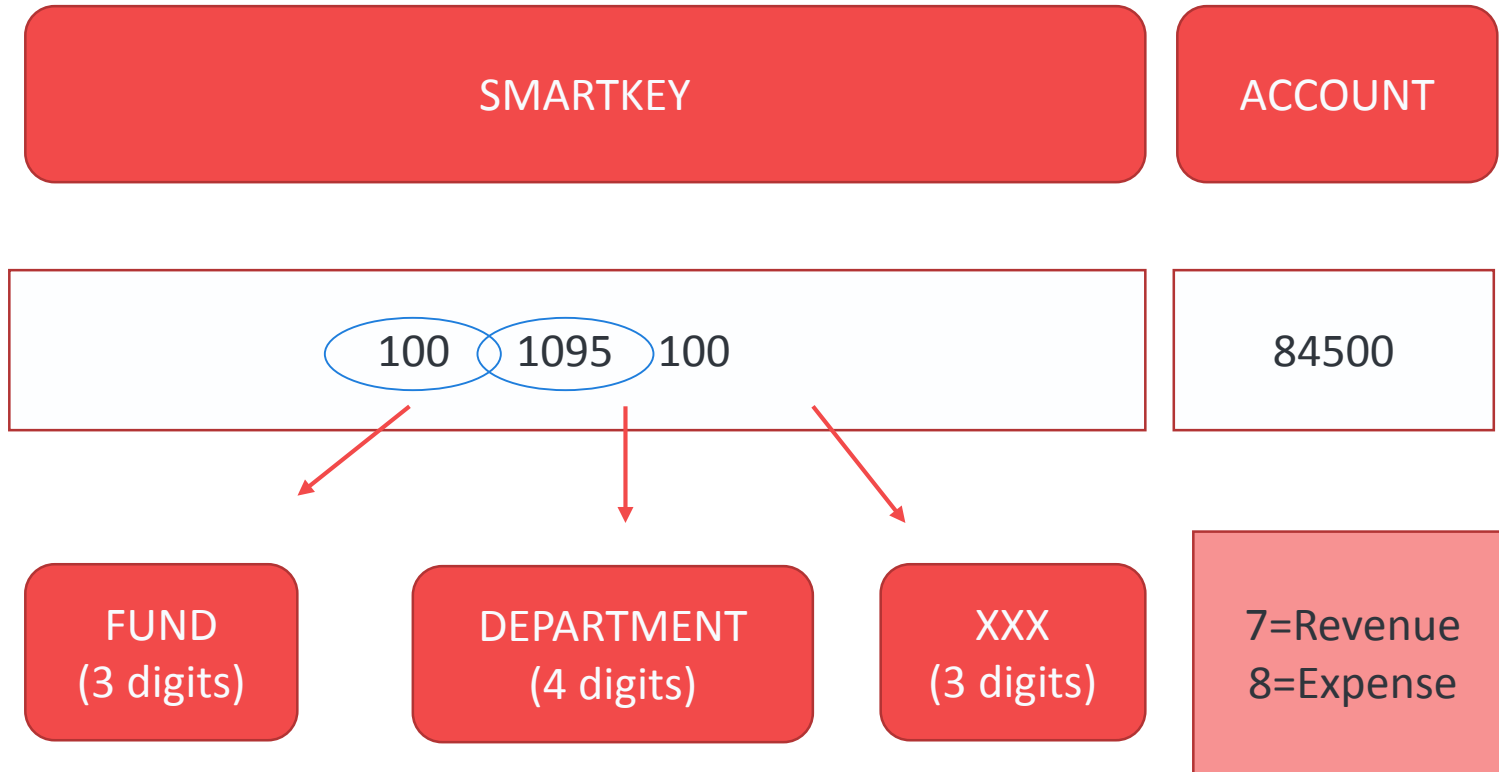 SMARTKEY
ACCOUNT
100 1095 100
84500
FUND
(3 digits)
DEPARTMENT
(4 digits)
XXX
(3 digits)
7=Revenue
8=Expense